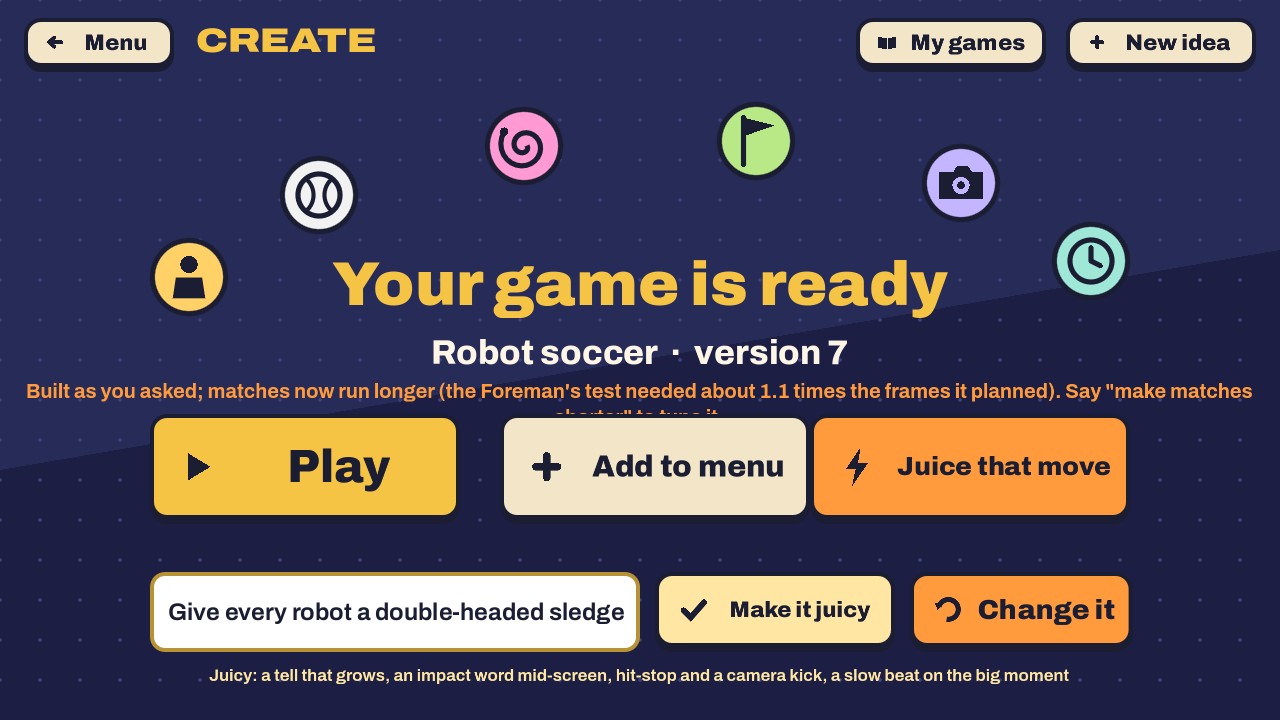 Menu
CREATE
My games
New idea
Your game is ready
Robot soccer · version 7
Built as you asked; matches now run longer (the Foreman's test needed about 1.1 times the frames it planned). Say "make matches
Play
Add to menu
Juice that move
Give every robot a double-headed sledge
Make it juicy
Change it
Juicy: a tell that grows, an impact word mid-screen, hit-stop and a camera kick, a slow beat on the big moment